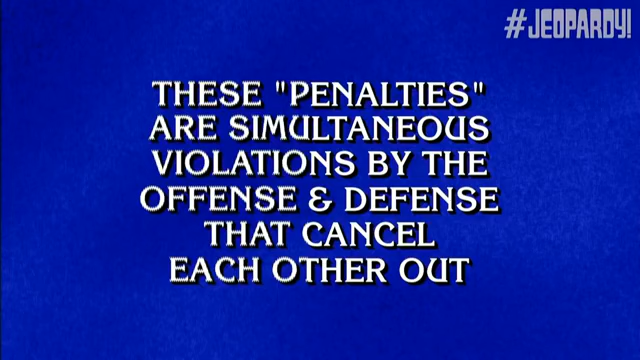 #JEOPARDY!
THESE "PENALTIES"
ARE SIMULTANEOUS
VIOLATIONS BY THE
OFFENSE & DEFENSE
THAT CANCEL
EACH OTHER OUT